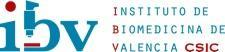 ibv
INSTITUTO DE
BIOMEDICINA DE
VALENCIA CSIC